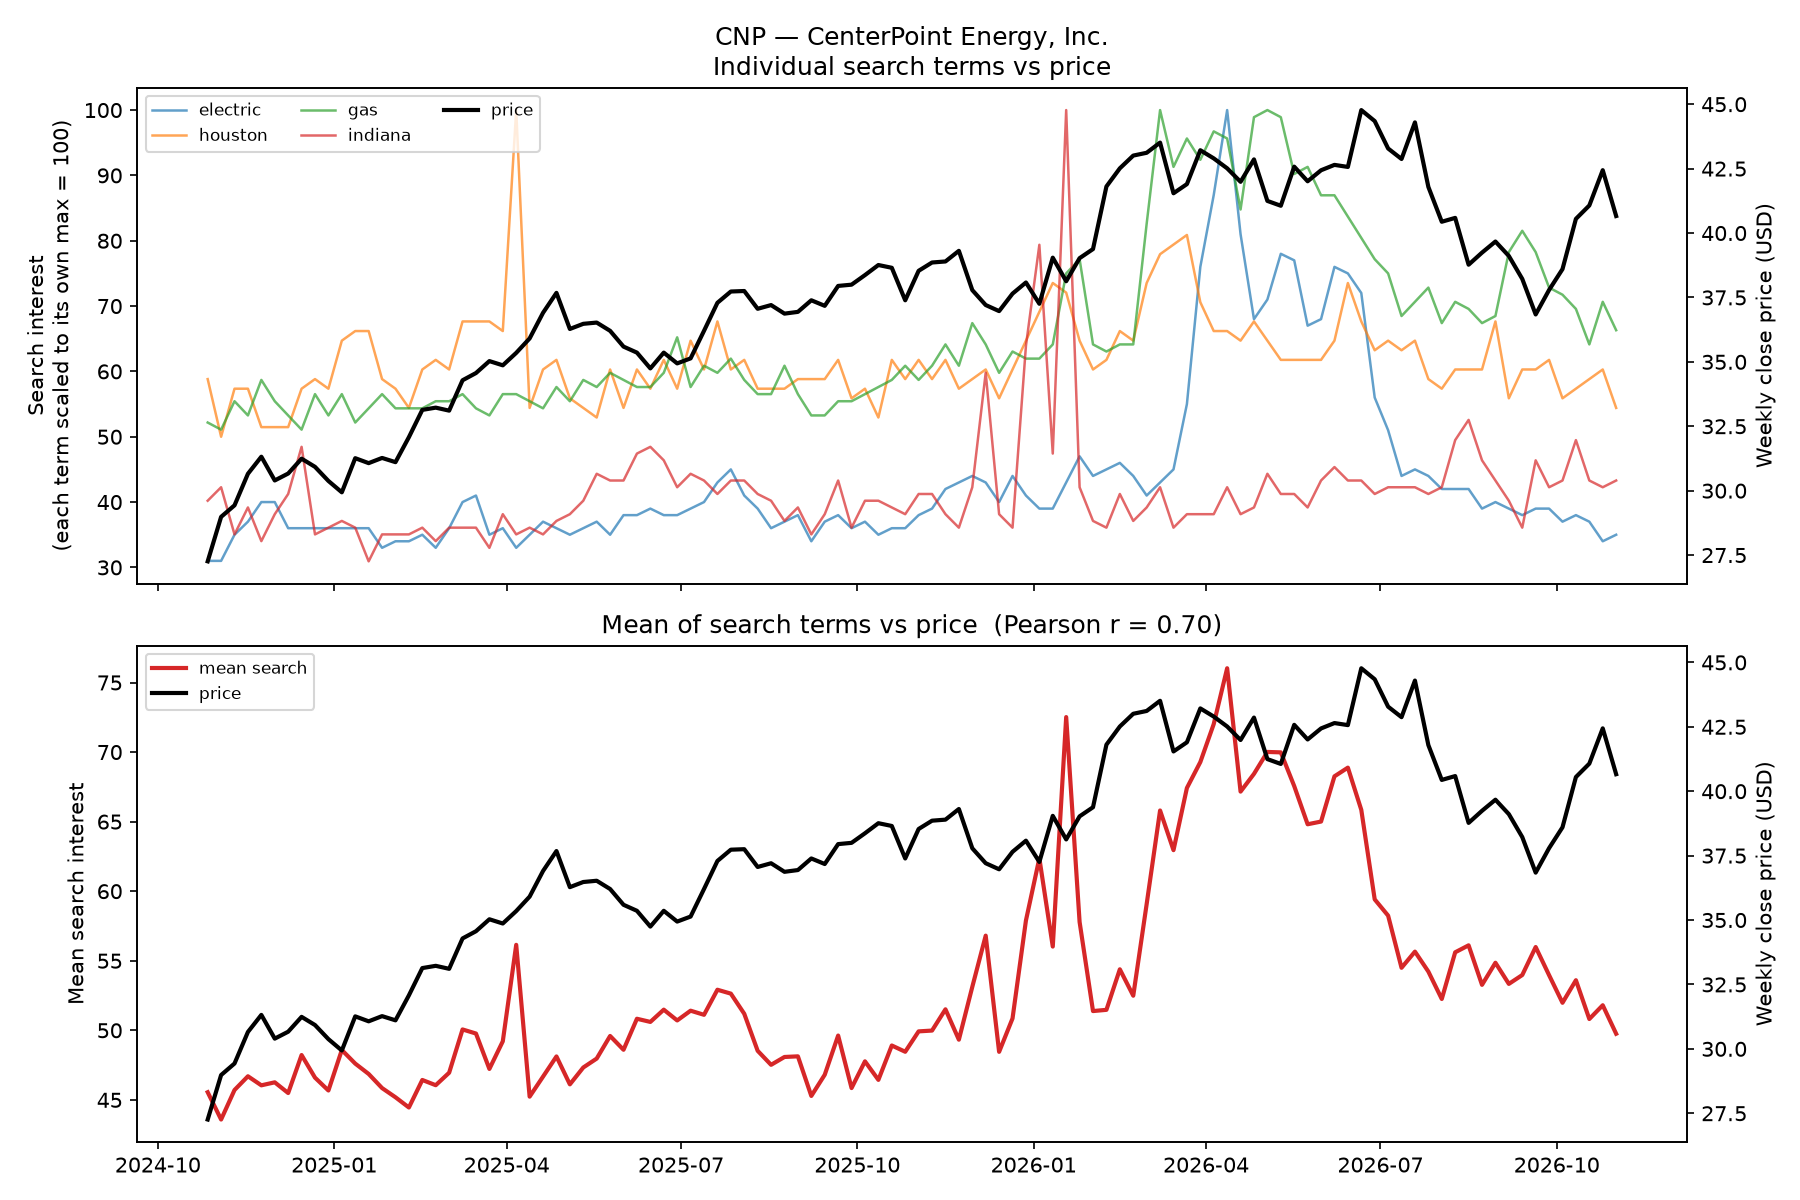 CNP — CenterPoint Energy, Inc.
Individual search terms vs price
electric
houston
gas
indiana
price
Search interest
(each term scaled to its own max = 100)
100
90
80
70
60
50
40
30
45.0
42.5
40.0
37.5
35.0
32.5
30.0
27.5
Weekly close price (USD)
Mean of search terms vs price  (Pearson r = 0.70)
mean search
price
Mean search interest
75
70
65
60
55
50
45
45.0
42.5
40.0
37.5
35.0
32.5
30.0
27.5
Weekly close price (USD)
2024-10
2025-01
2025-04
2025-07
2025-10
2026-01
2026-04
2026-07
2026-10